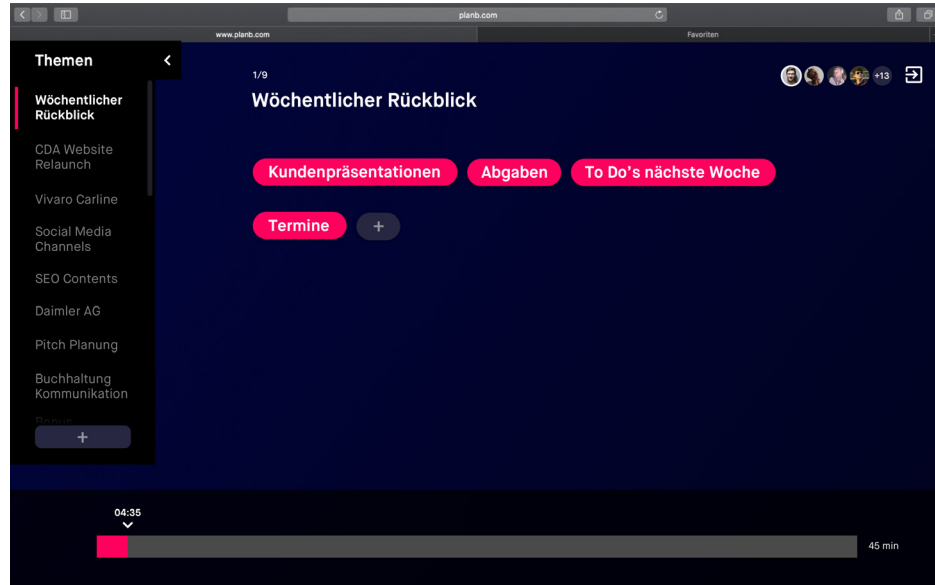 planb.com
www.planb.com
Favoriten
Themen
Wöchentlicher
Rückblick
CDA Website
Relaunch
Vivaro Carline
Social Media
Channels
SEO Contents
Daimler AG
Pitch Planung
Buchhaltung
Kommunikation
Bonus
+
1/9
Wöchentlicher Rückblick
+13
Kundenpräsentationen
Abgaben
To Do's nächste Woche
Termine
+
04:35
45 min